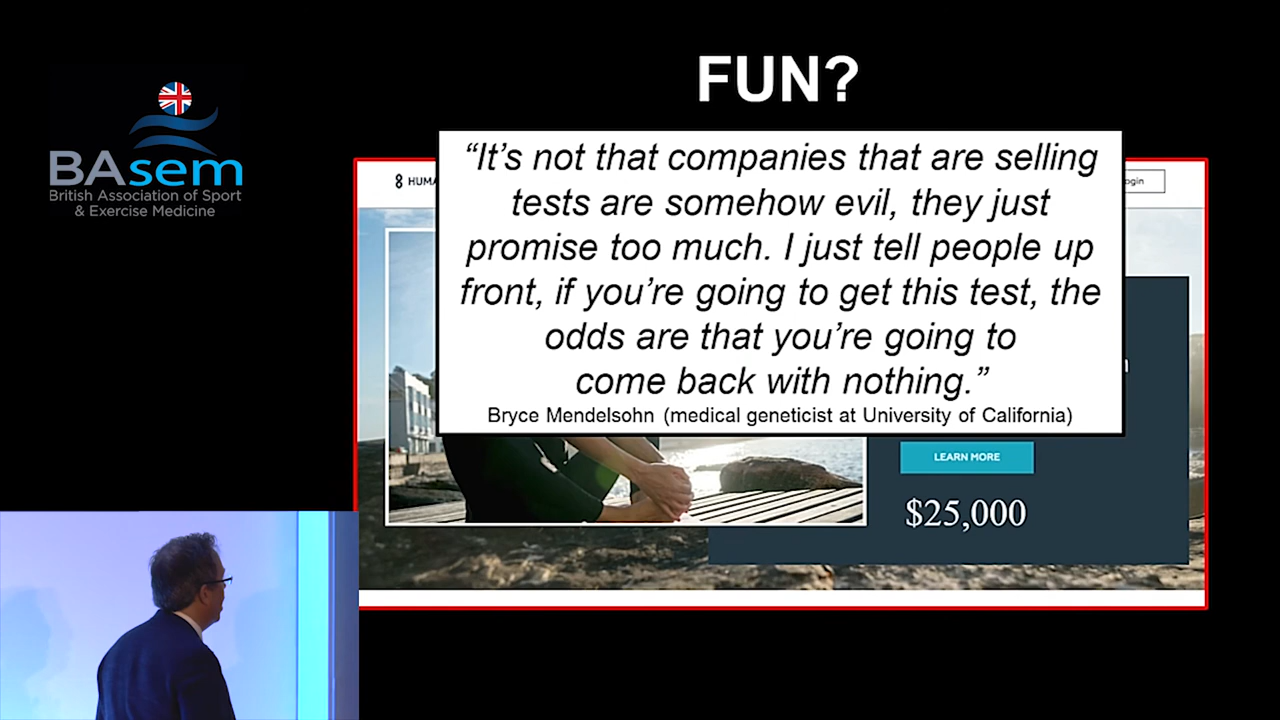 FUN?
BAsem
British Association of Sport
& Exercise Medicine
“It’s not that companies that are selling
tests are somehow evil, they just
promise too much. I just tell people up
front, if you’re going to get this test, the
odds are that you’re going to
come back with nothing.”
Bryce Mendelsohn (medical geneticist at University of California)
LEARN MORE
$25,000